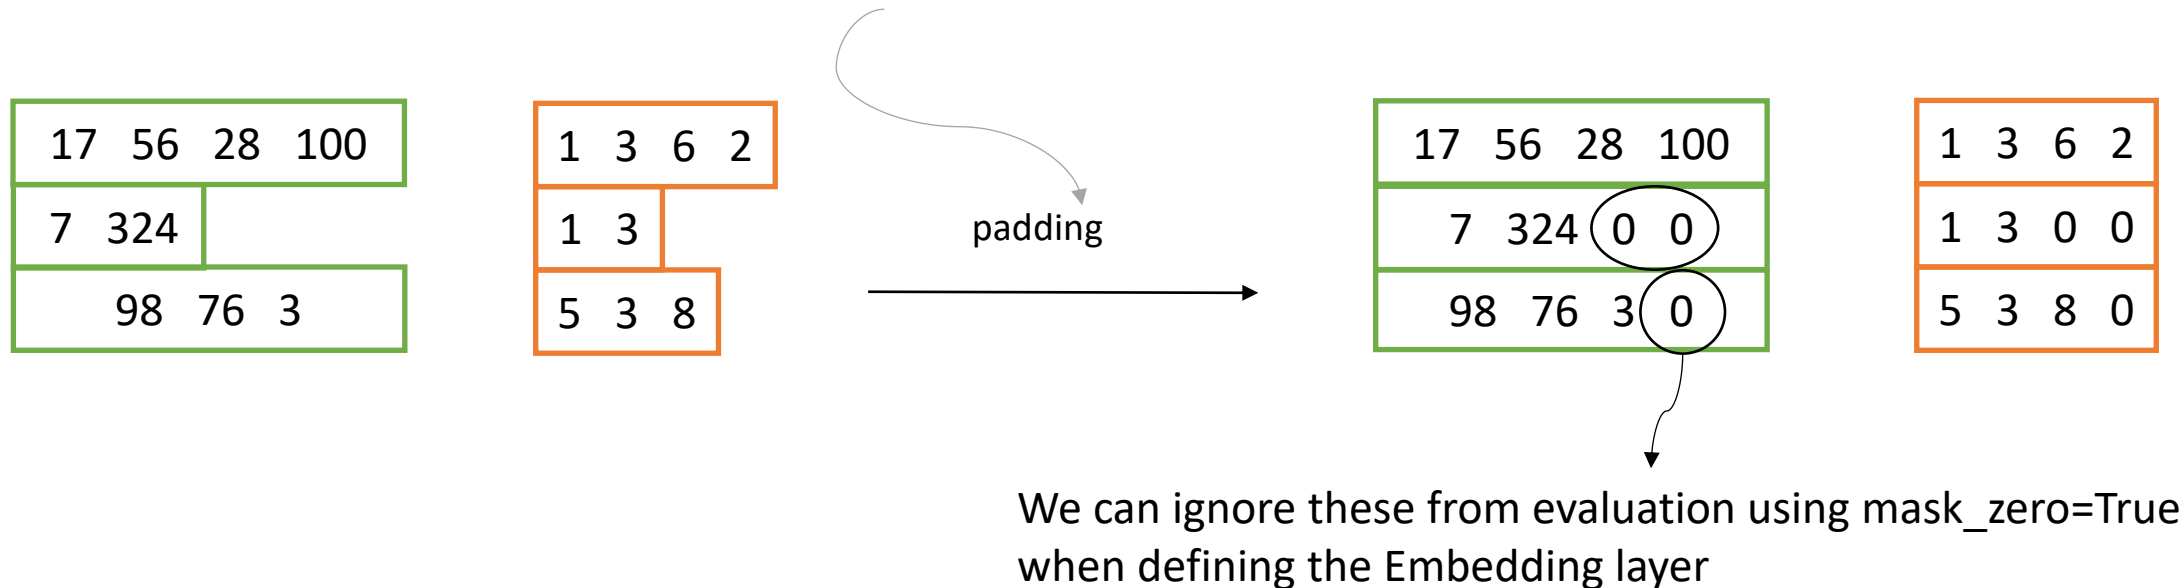 17 56 28 100
7 324
98 76 3
1 3 6 2
1 3
5 3 8
padding
17 56 28 100
7 324 0 0
98 76 3 0
1 3 6 2
1 3 0 0
5 3 8 0
We can ignore these from evaluation using mask_zero=True
when defining the Embedding layer